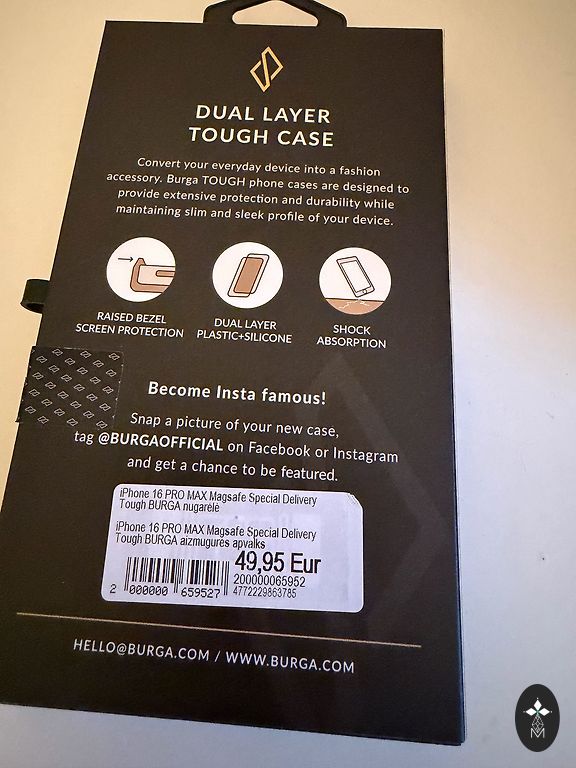 DUAL LAYER
TOUGH CASE
Convert your everyday device into a fashion
accessory. Burga TOUGH phone cases are designed to
provide extensive protection and durability while
maintaining slim and sleek profile of your device.
RAISED BEZEL
SCREEN PROTECTION
DUAL LAYER
PLASTIC+SILICONE
SHOCK
ABSORPTION
Become Insta famous!
Snap a picture of your new case,
tag @BURGAOFFICIAL on Facebook or Instagram
and get a chance to be featured.
iPhone 16 PRO MAX Magsafe Special Delivery
Tough BURGA nugarėlė
iPhone 16 PRO MAX Magsafe Special Delivery
Tough BURGA aizmugures apvalks
49,95 Eur
200000065952
4772229863785
2 000000 659527
HELLO@BURGA.COM / WWW.BURGA.COM
M